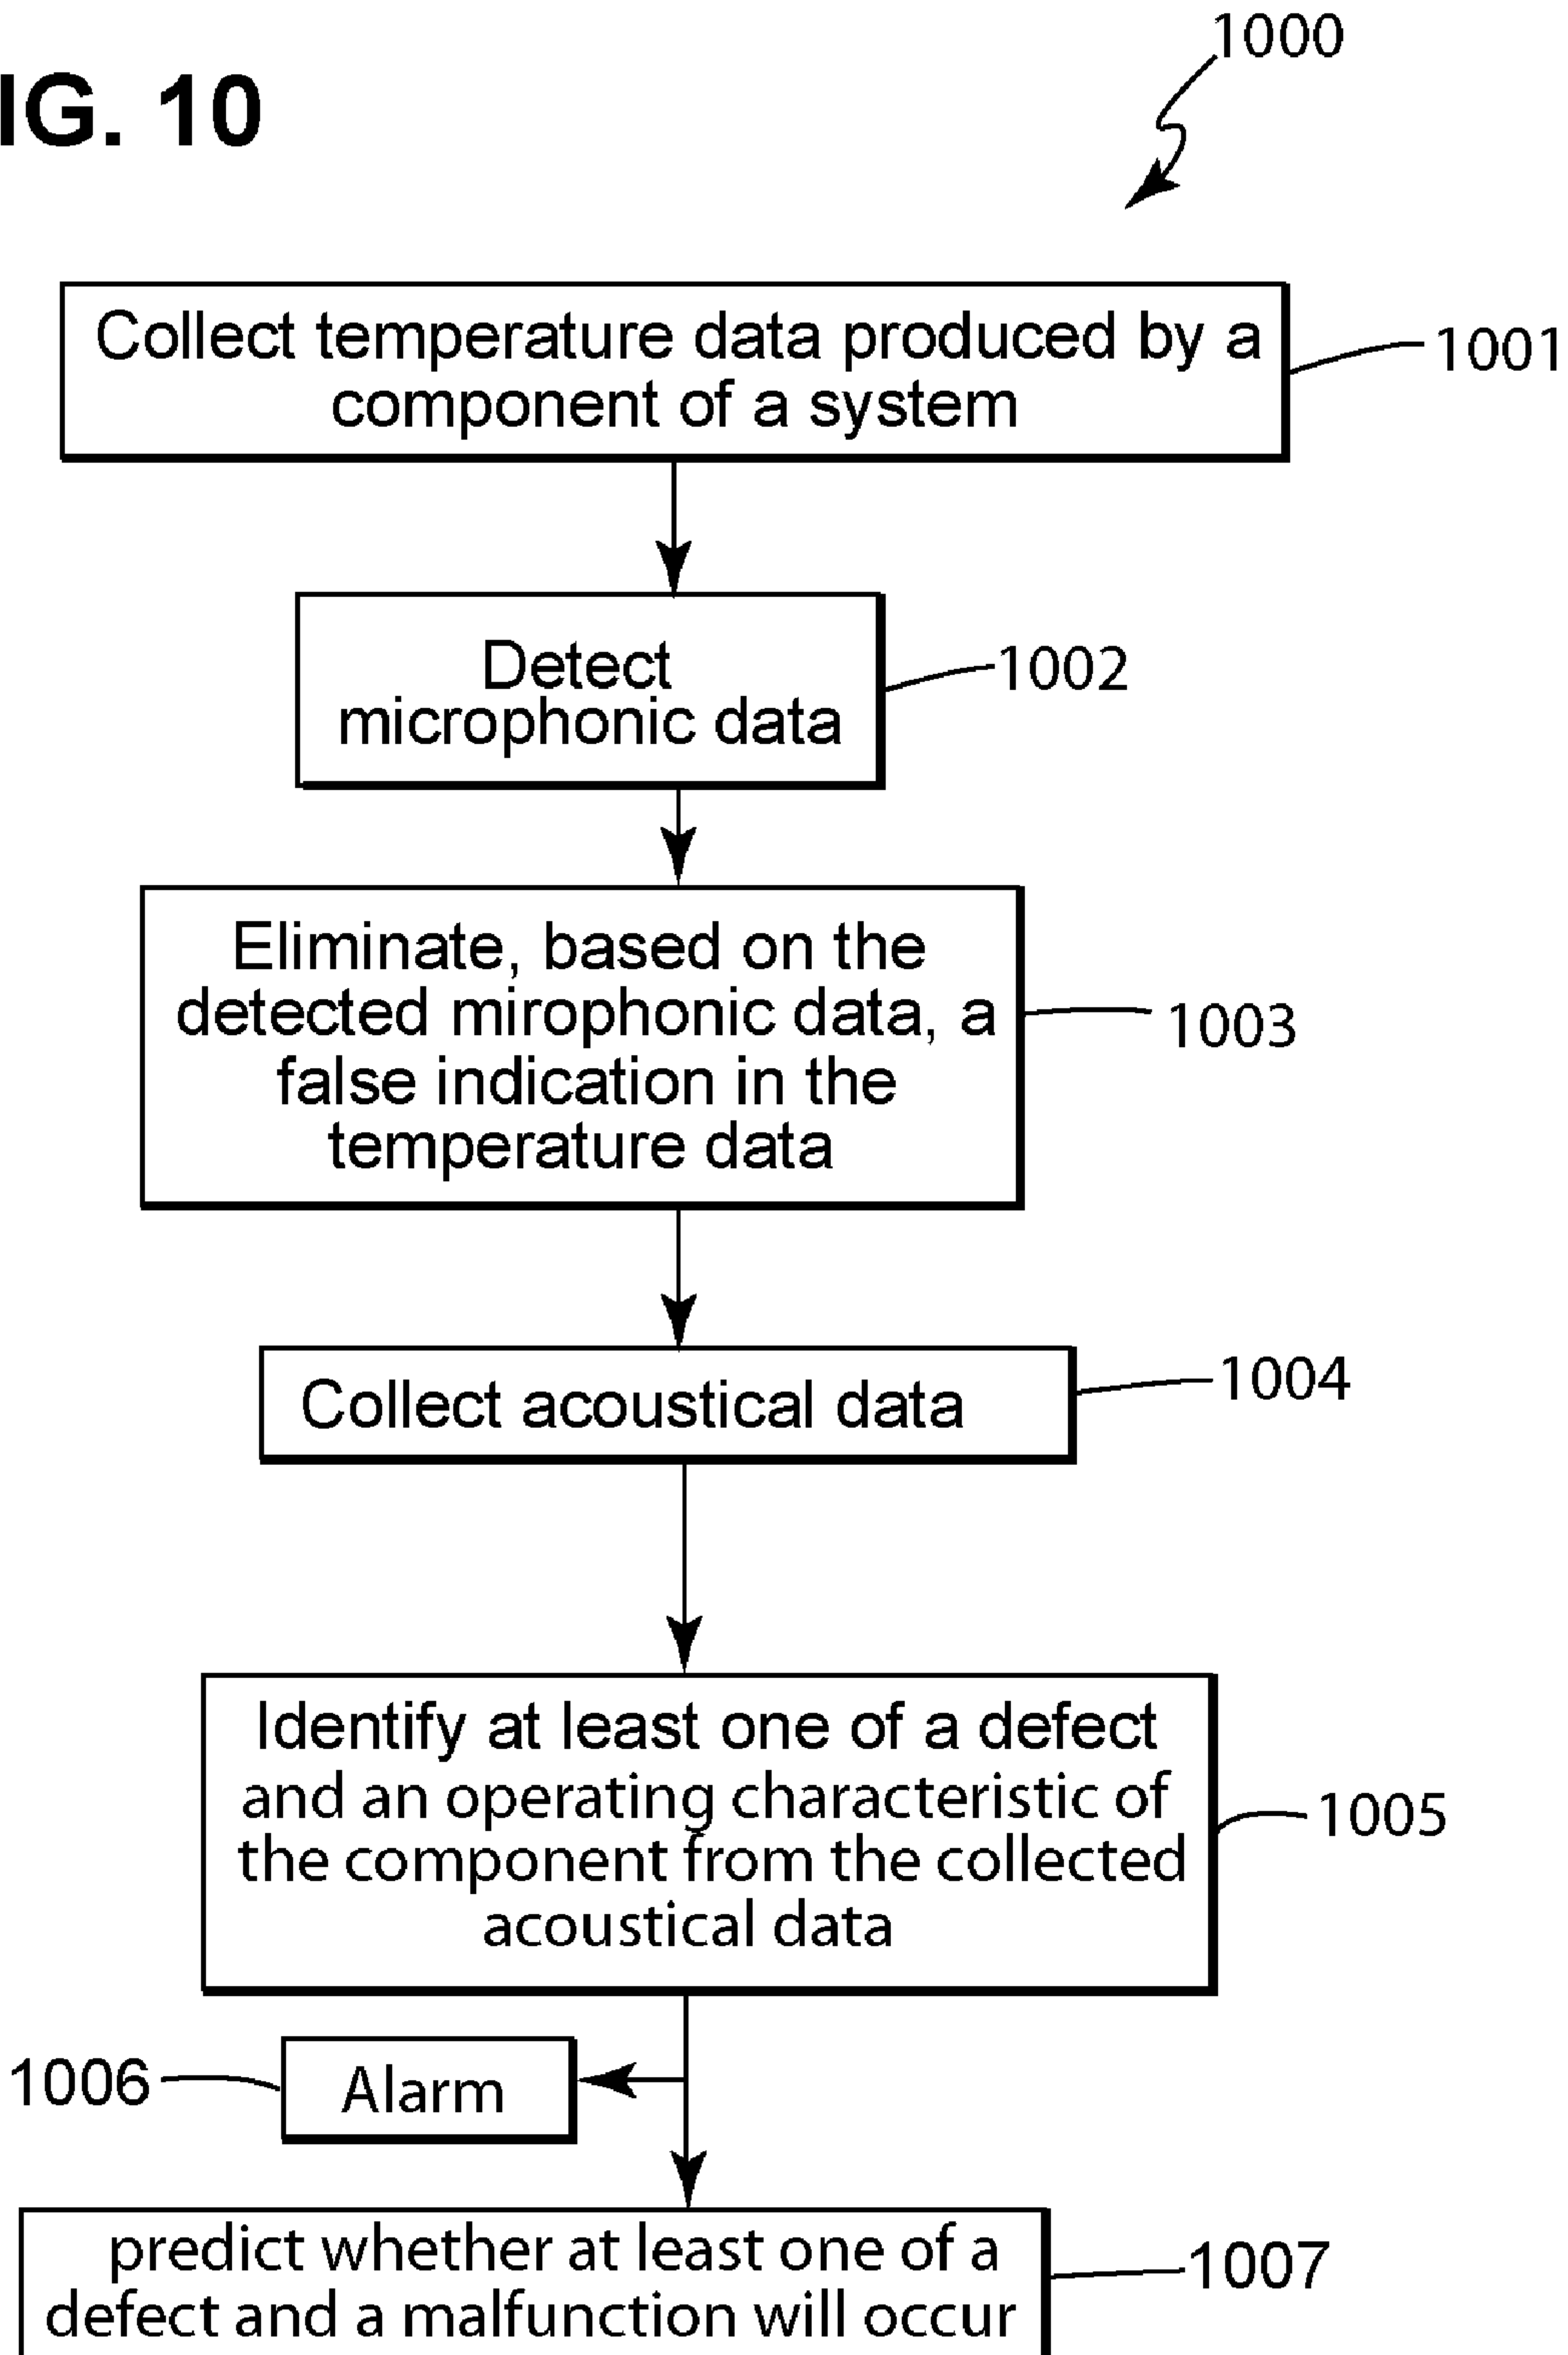 1000
IG. 10
Collect temperature data produced by a
component of a system
1001
Detect
microphonic data
1002
Eliminate, based on the
detected mirophonic data, a
false indication in the
temperature data
1003
Collect acoustical data
1004
Identify at least one of a defect
and an operating characteristic of
the component from the collected
acoustical data
1005
1006
Alarm
predict whether at least one of a
defect and a malfunction will occur
1007